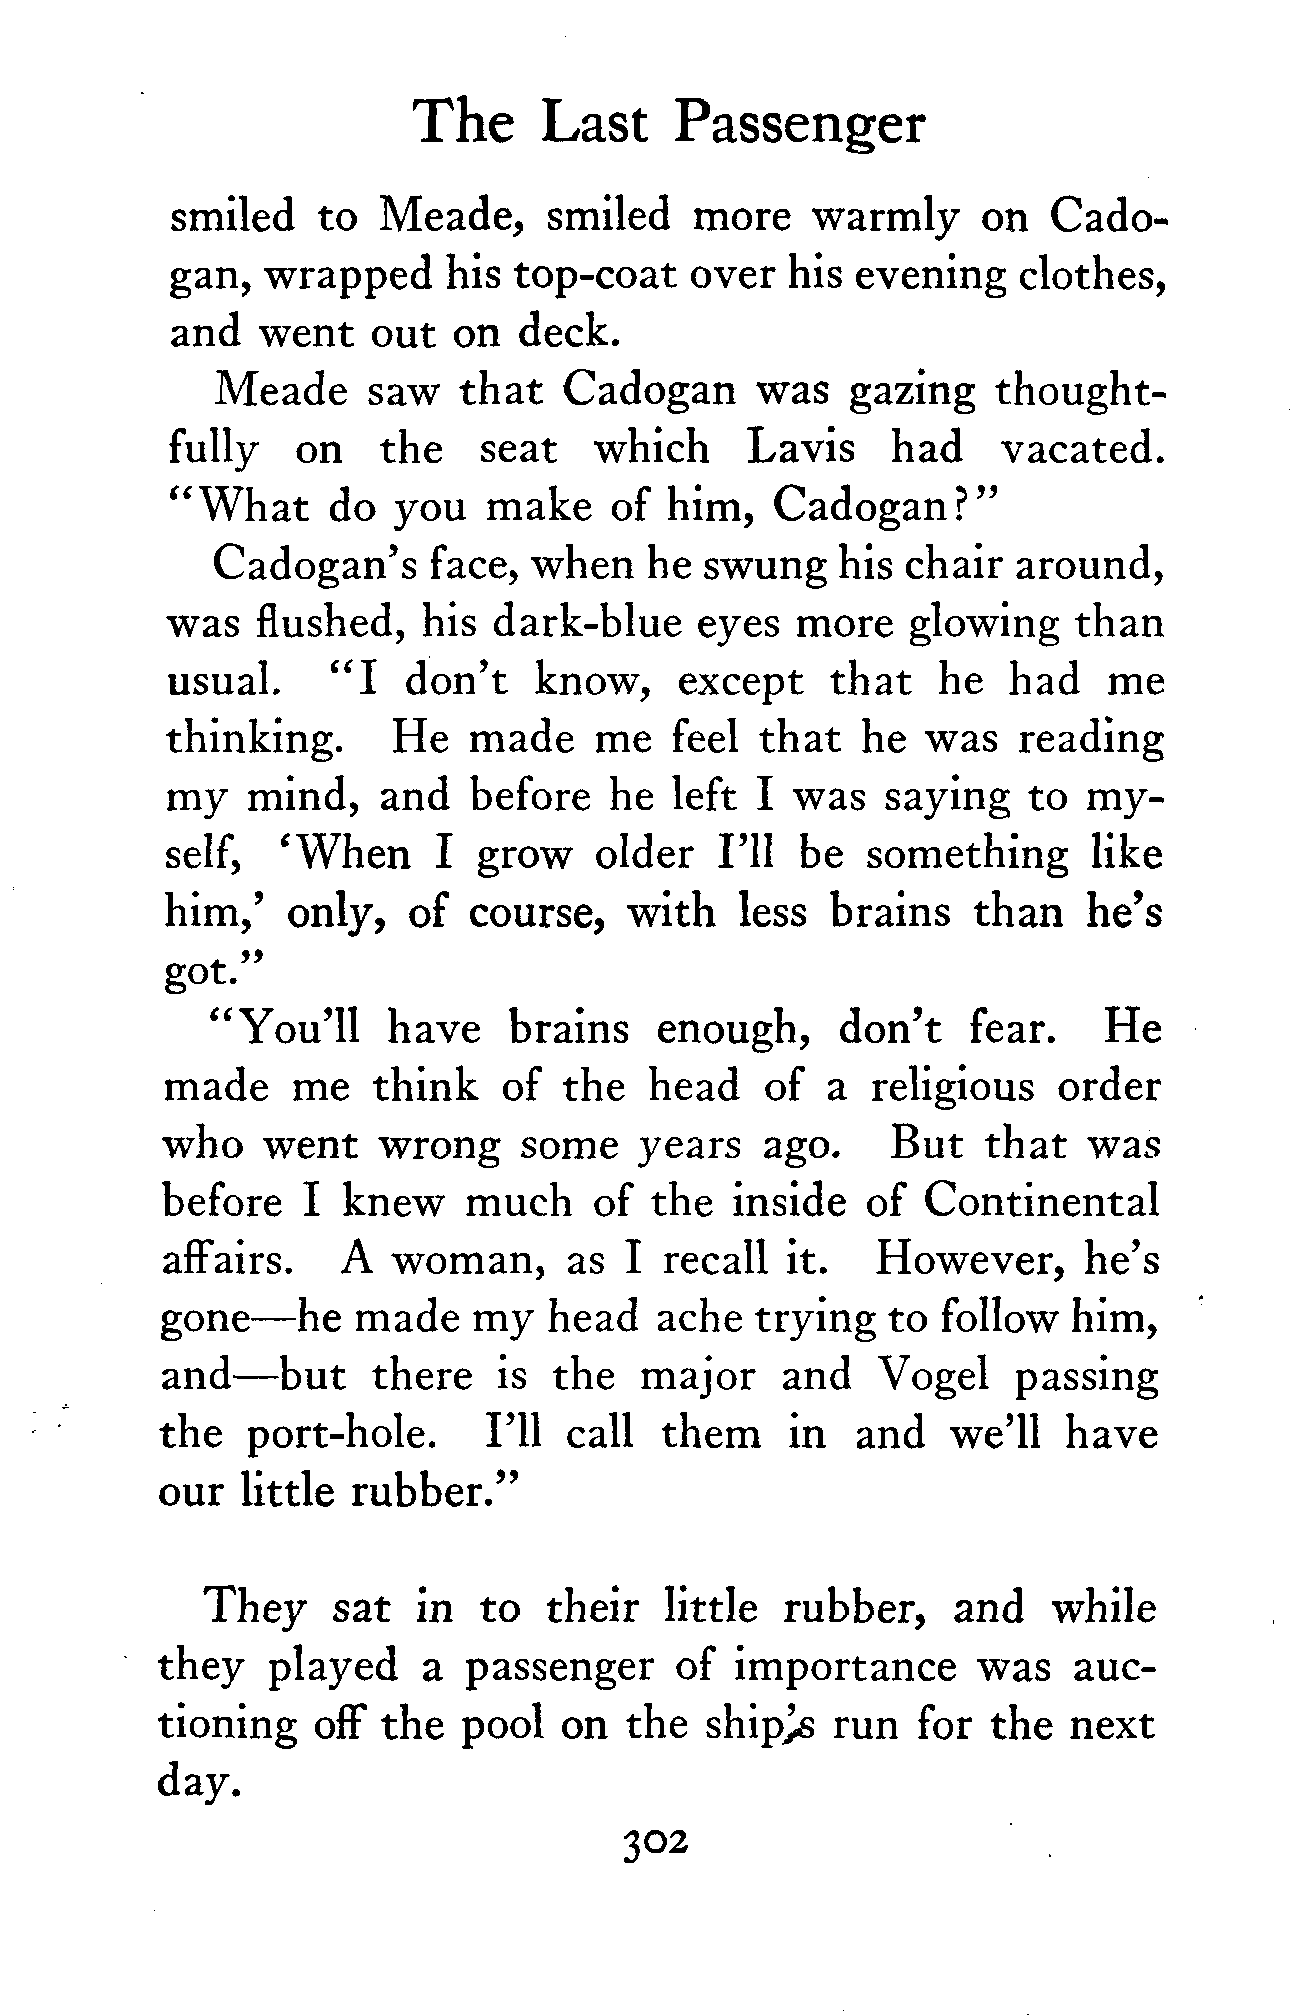 The Last Passenger
smiled to Meade, smiled more warmly on Cado-
gan, wrapped his top-coat over his evening clothes,
and went out on deck.
Meade saw that Cadogan was gazing thought-
fully on the seat which Lavis had vacated.
“What do you make of him, Cadogan?”
Cadogan’s face, when he swung his chair around,
was flushed, his dark-blue eyes more glowing than
usual. “I don’t know, except that he had me
thinking. He made me feel that he was reading
my mind, and before he left I was saying to my-
self, ‘When I grow older I’ll be something like
him,’ only, of course, with less brains than he’s
got.”
“You’ll have brains enough, don’t fear. He
made me think of the head of a religious order
who went wrong some years ago. But that was
before I knew much of the inside of Continental
affairs. A woman, as I recall it. However, he’s
gone—he made my head ache trying to follow him,
and—but there is the major and Vogel passing
the port-hole. I’ll call them in and we’ll have
our little rubber.”
They sat in to their little rubber, and while
they played a passenger of importance was auc-
tioning off the pool on the ship’s run for the next
day.
302